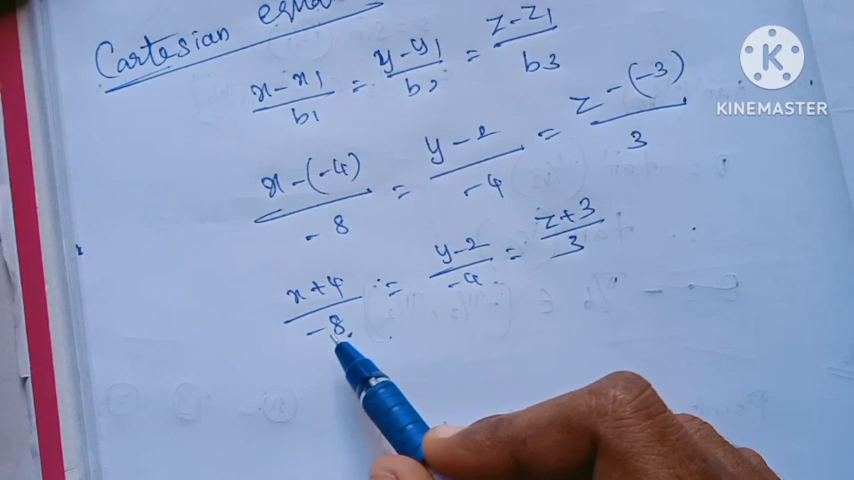 Cartesian
x-x1/b1 = y-y1/b2 = z-z1/b3
KINEMASTER
x-(-4)/-8 = y-2/-4 = z-(-3)/3
x+4/-8 = y-2/-4 = z+3/3